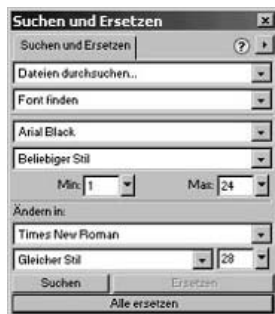 Suchen und Ersetzen
Suchen und Ersetzen ?
Dateien durchsuchen...
Font finden
Arial Black
Beliebiger Stil
Min: 1 Max: 24
Ändern in:
Times New Roman
Gleicher Stil 28
Suchen Ersetzen
Alle ersetzen